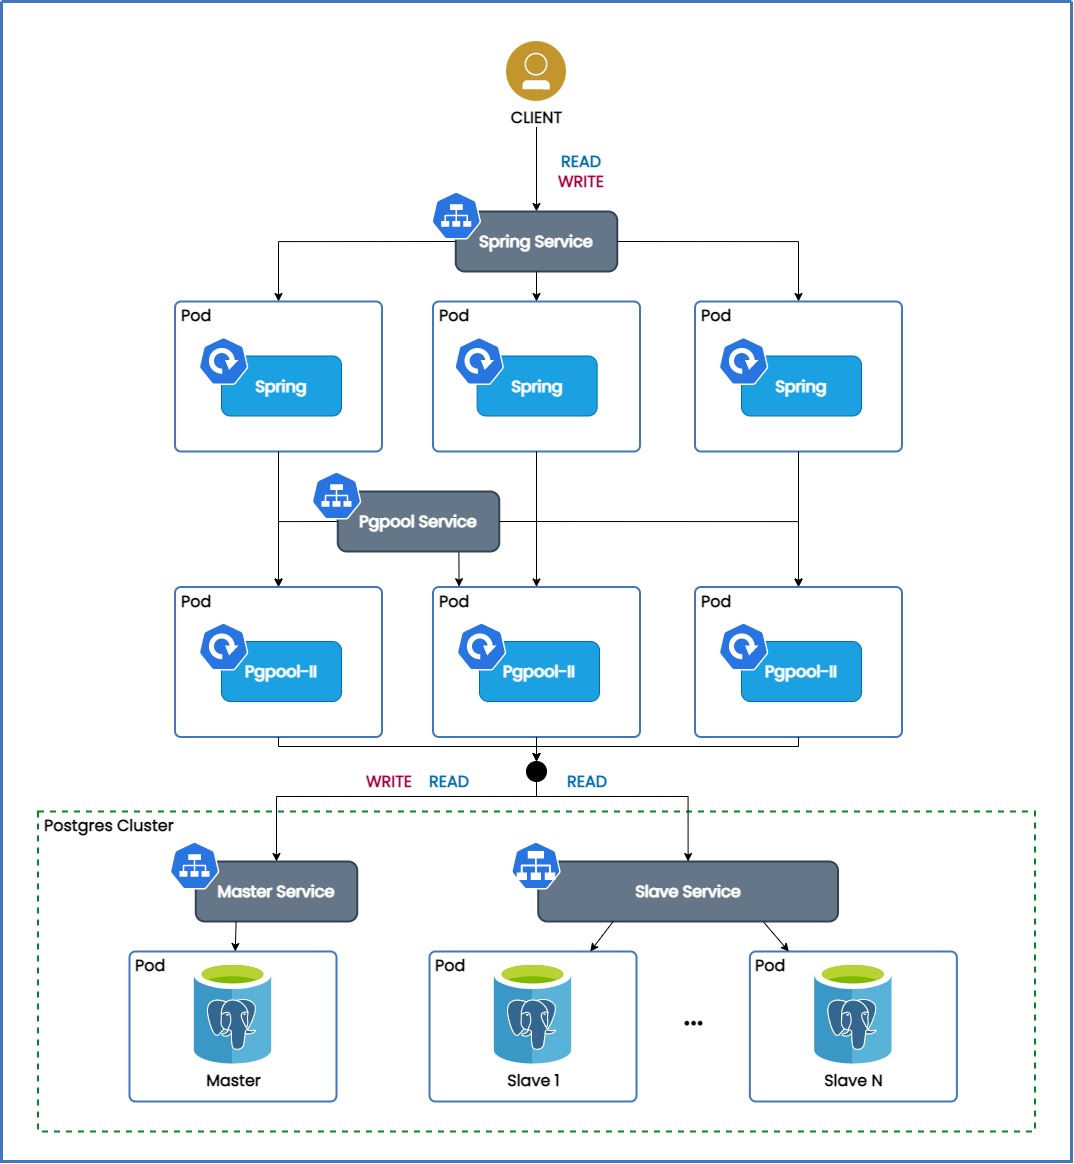 CLIENT
READ
WRITE
Spring Service
Pod
Pod
Pod
Spring
Spring
Spring
Pgpool Service
Pod
Pod
Pod
Pgpool-II
Pgpool-II
Pgpool-II
WRITE READ
READ
Postgres Cluster
Master Service
Slave Service
Pod
Pod
Pod
...
Master
Slave 1
Slave N